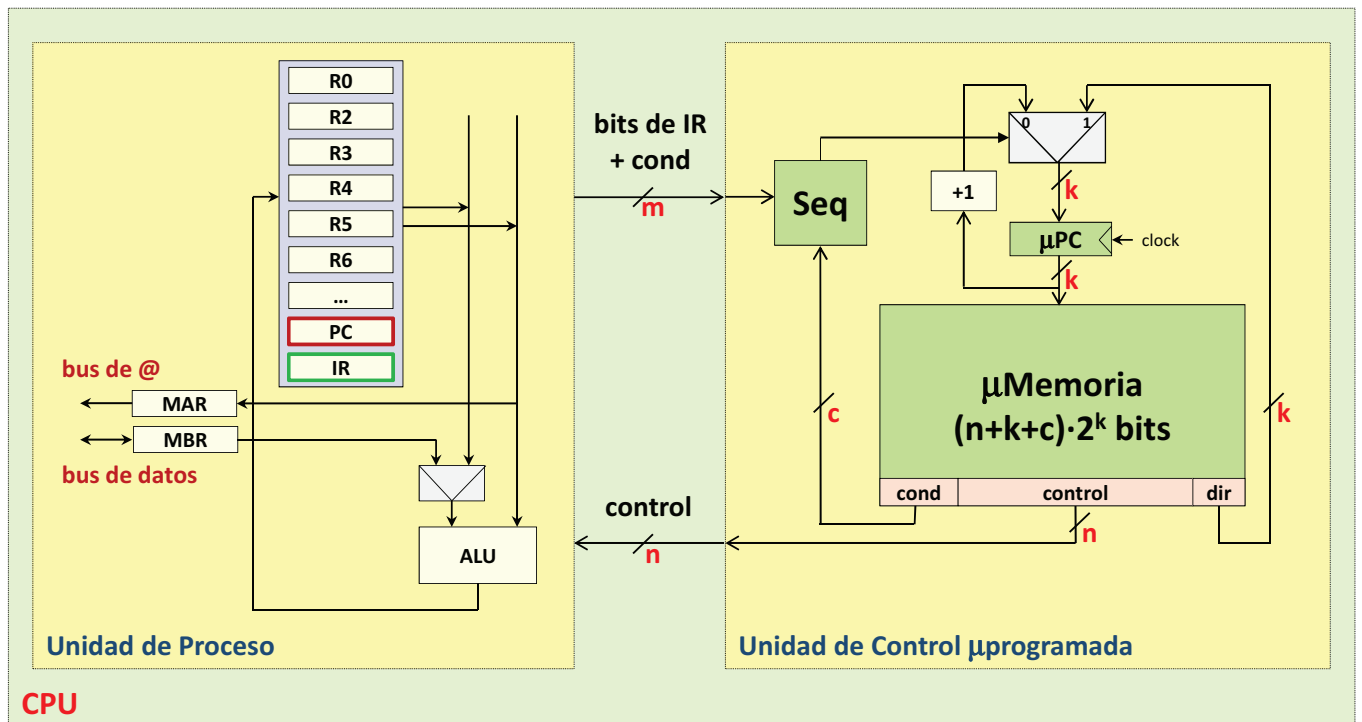 R0
R2
R3
R4
R5
R6
...
PC
IR
bus de @
MAR
MBR
bus de datos
ALU
Unidad de Proceso
bits de IR
+ cond
m
control
n
Seq
0
1
k
+1
μPC
clock
k
μMemoria
(n+k+c)·2ᵏ bits
c
k
cond
control
dir
n
Unidad de Control μprogramada
CPU